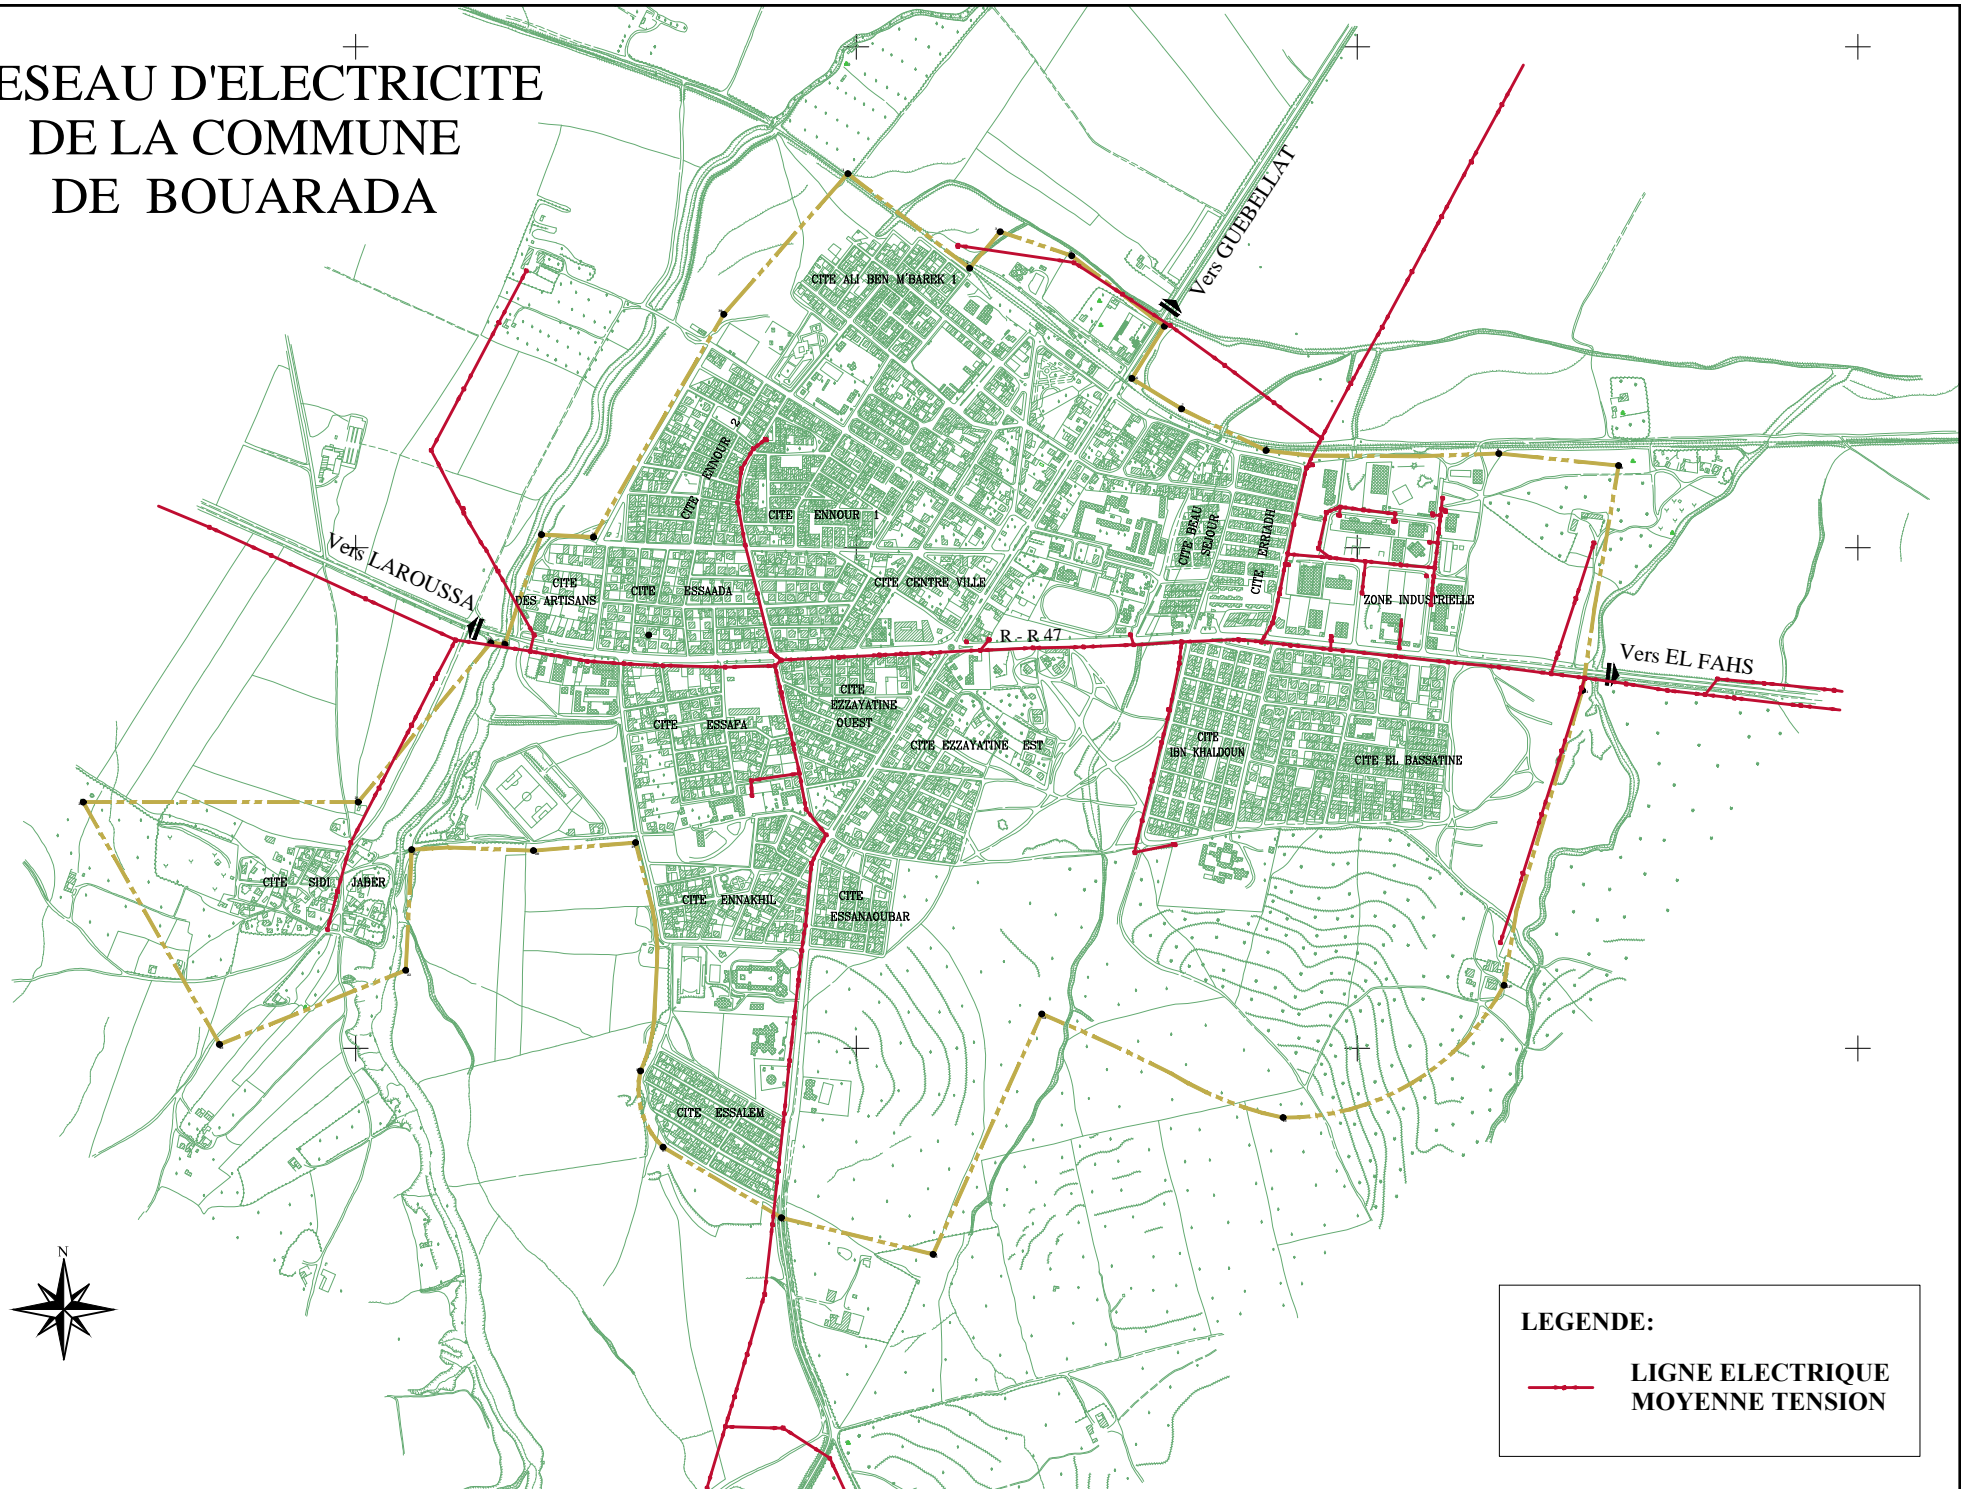 ESEAU D'ELECTRICITE
DE LA COMMUNE
DE BOUARADA
Vers GUEBELLAT
CITE ALI BEN M'BAREK 1
CITE ENNOUR 2
CITE ENNOUR 1
CITE BEAU
SEJOUR
CITE ERRIADH
Vers LAROUSSA
CITE
DES ARTISANS
CITE ESSAADA
CITE CENTRE VILLE
ZONE INDUSTRIELLE
R - R 47
Vers EL FAHS
CITE
EZZAYATINE
OUEST
CITE ESSAFA
CITE EZZAYATINE EST
CITE
IBN KHALDOUN
CITE EL BASSATINE
CITE SIDI JABER
CITE ENNAKHIL
CITE
ESSANAOUBAR
CITE ESSALEM
N
LEGENDE:
LIGNE ELECTRIQUE
MOYENNE TENSION